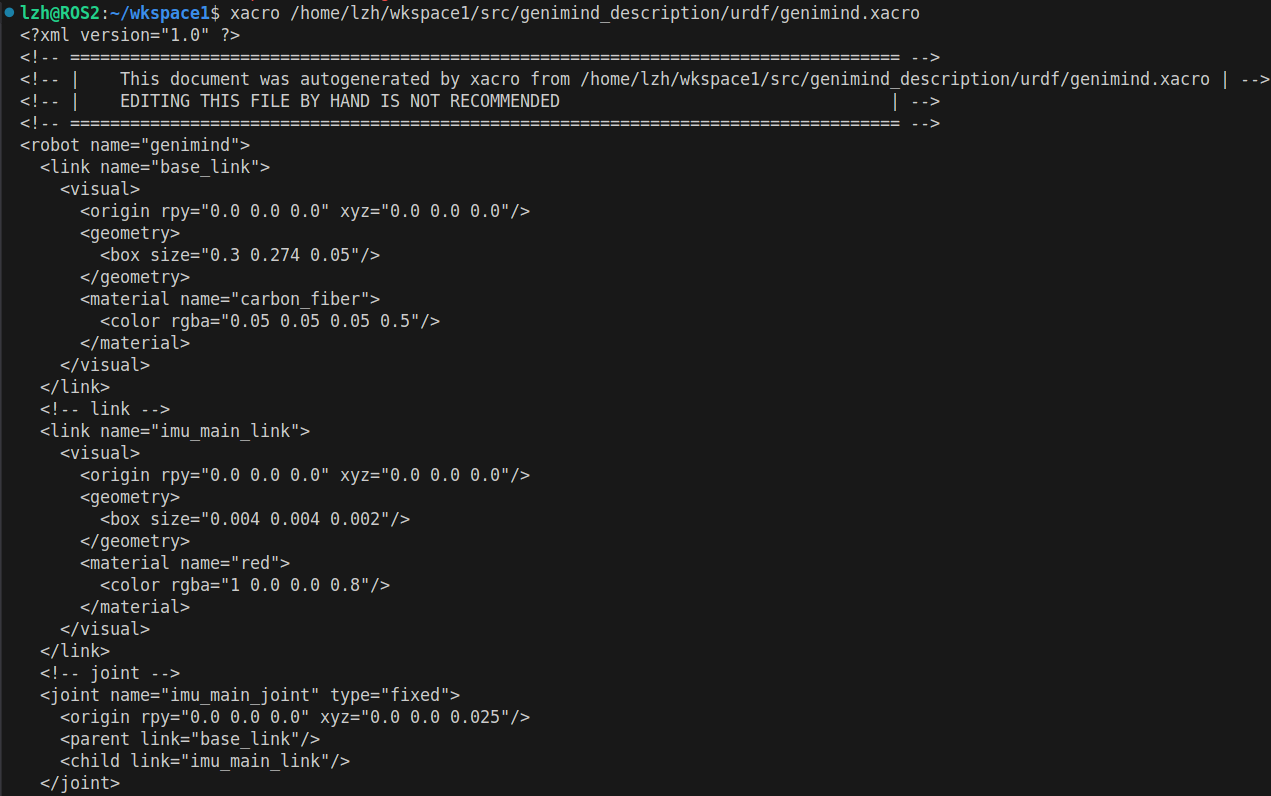 lzh@ROS2:~/wkspace1$ xacro /home/lzh/wkspace1/src/genimind_description/urdf/genimind.xacro
<?xml version="1.0" ?>
<!-- =================================================================================== -->
<!-- |    This document was autogenerated by xacro from /home/lzh/wkspace1/src/genimind_description/urdf/genimind.xacro | -->
<!-- |    EDITING THIS FILE BY HAND IS NOT RECOMMENDED                                 | -->
<!-- =================================================================================== -->
<robot name="genimind">
  <link name="base_link">
    <visual>
      <origin rpy="0.0 0.0 0.0" xyz="0.0 0.0 0.0"/>
      <geometry>
        <box size="0.3 0.274 0.05"/>
      </geometry>
      <material name="carbon_fiber">
        <color rgba="0.05 0.05 0.05 0.5"/>
      </material>
    </visual>
  </link>
  <!-- link -->
  <link name="imu_main_link">
    <visual>
      <origin rpy="0.0 0.0 0.0" xyz="0.0 0.0 0.0"/>
      <geometry>
        <box size="0.004 0.004 0.002"/>
      </geometry>
      <material name="red">
        <color rgba="1 0.0 0.0 0.8"/>
      </material>
    </visual>
  </link>
  <!-- joint -->
  <joint name="imu_main_joint" type="fixed">
    <origin rpy="0.0 0.0 0.0" xyz="0.0 0.0 0.025"/>
    <parent link="base_link"/>
    <child link="imu_main_link"/>
  </joint>